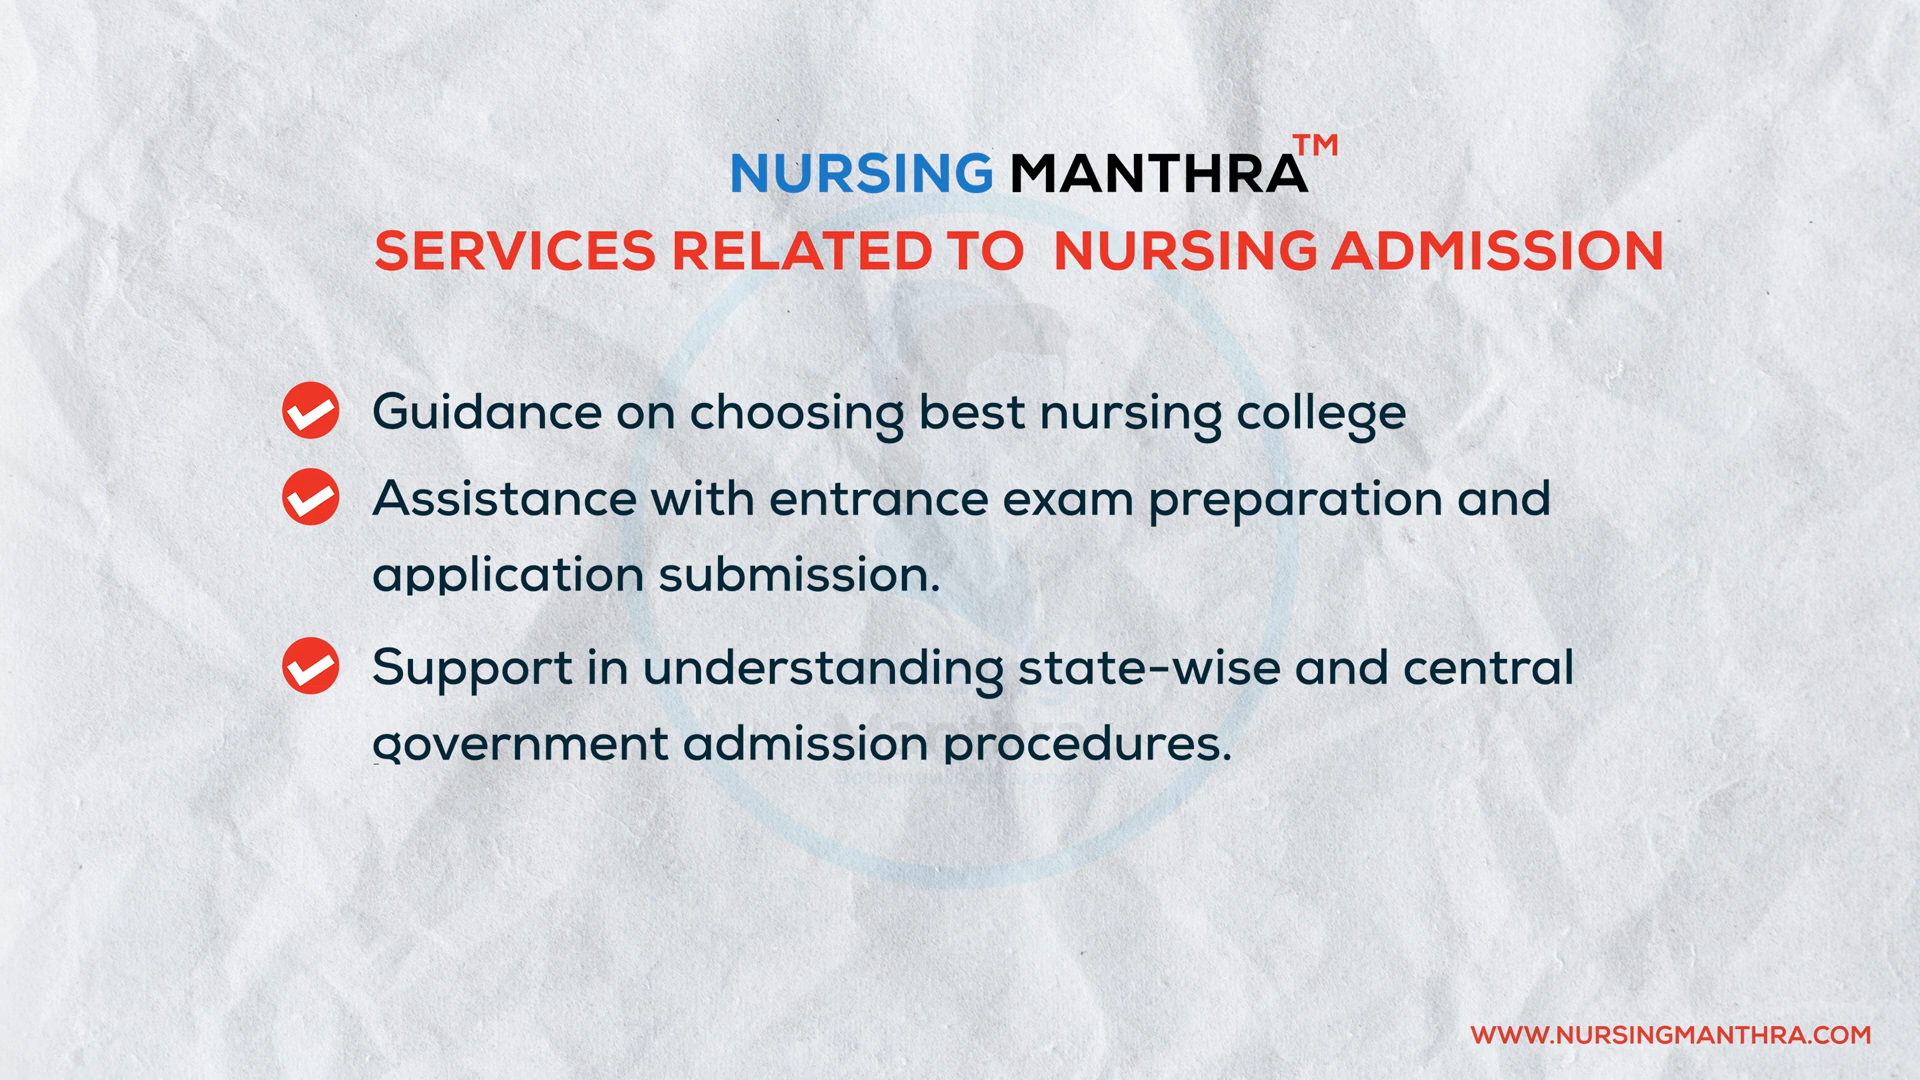 NURSING MANTHRA™
SERVICES RELATED TO NURSING ADMISSION
Guidance on choosing best nursing college
Assistance with entrance exam preparation and
application submission.
Support in understanding state-wise and central
government admission procedures.
Manthra
WWW.NURSINGMANTHRA.COM